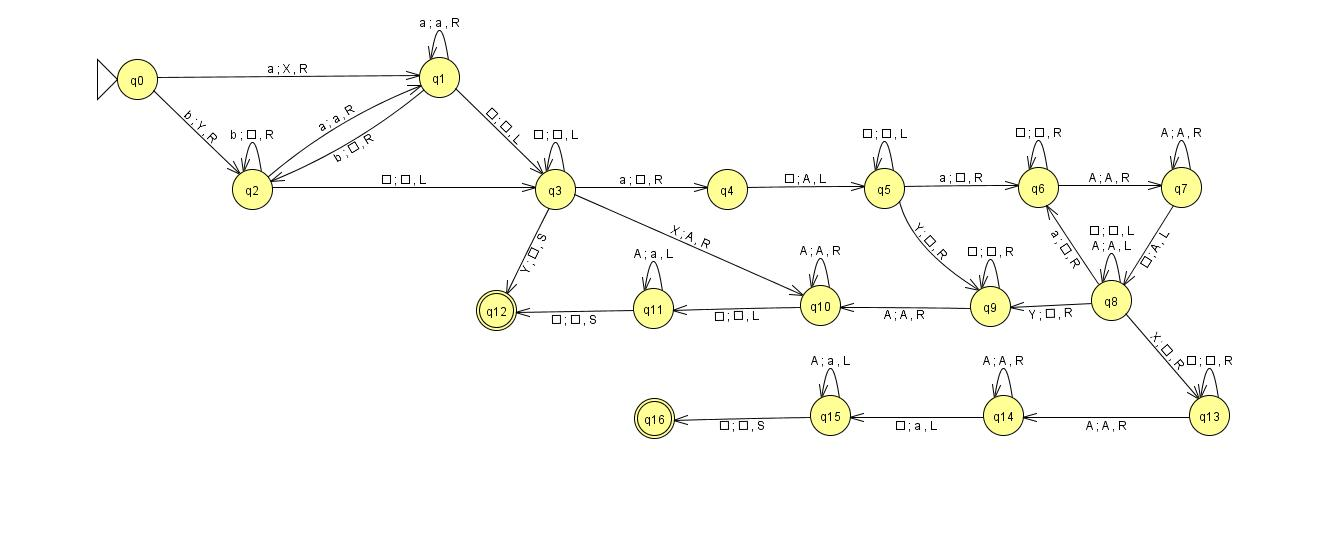 a ; a , R
q0
a ; X , R
q1
b ; Y , R
b ; □ , R
a ; a , R
b ; □ , R
□ ; □ , L
□ ; □ , L
□ ; □ , L
□ ; □ , R
A ; A , R
q2
□ ; □ , L
q3
a ; □ , R
q4
□ ; A , L
q5
a ; □ , R
q6
A ; A , R
q7
Y ; □ , S
X ; A , R
Y ; □ , R
a ; □ , R
□ ; A , L
□ ; □ , L
A ; A , L
A ; a , L
A ; A , R
□ ; □ , R
q12
□ ; □ , S
q11
□ ; □ , L
q10
A ; A , R
q9
Y ; □ , R
q8
X ; □ , R
A ; a , L
A ; A , R
□ ; □ , R
q16
□ ; □ , S
q15
□ ; a , L
q14
A ; A , R
q13